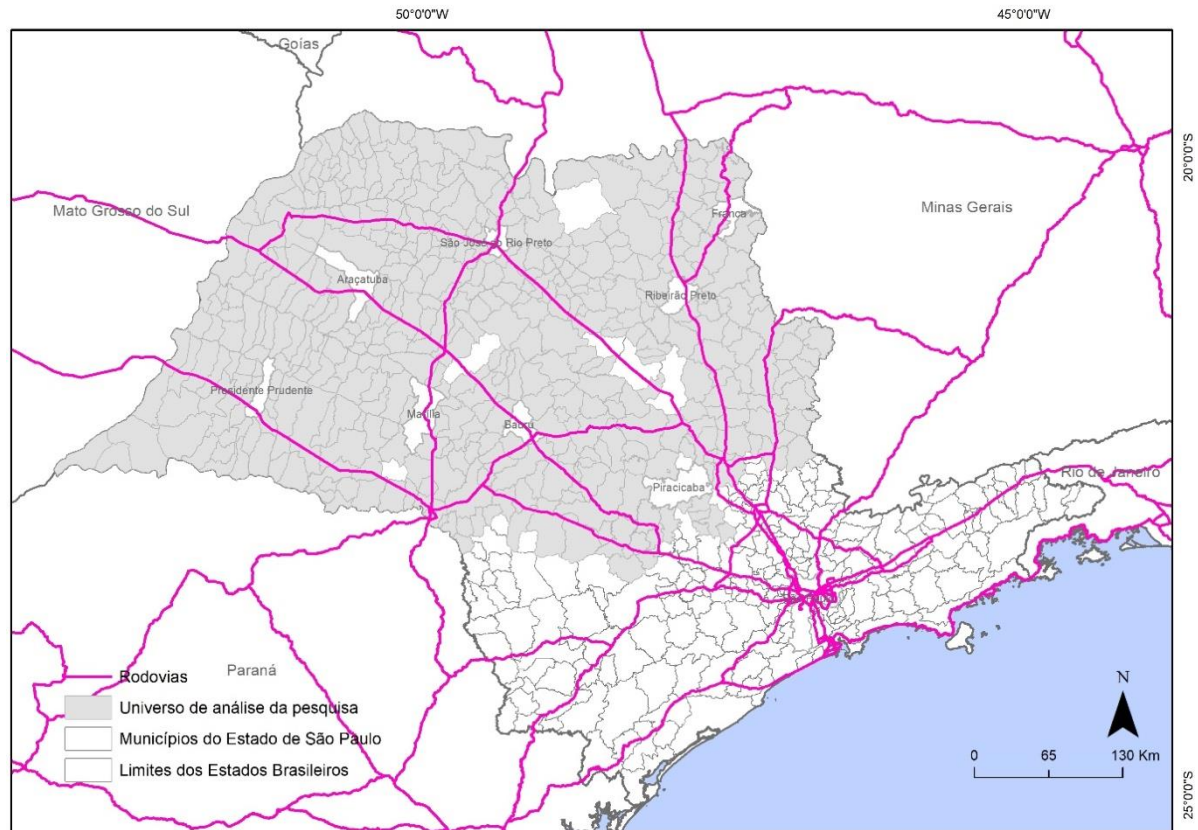 50°0'0"W
45°0'0"W
Goias
20°0'0"S
Mato Grosso do Sul
Minas Gerais
Franca
São José do Rio Preto
Araçatuba
Ribeirão Preto
Presidente Prudente
Marília
Bauru
Rio de Janeiro
Piracicaba
Paraná
Rodovias
Universo de análise da pesquisa
Municípios do Estado de São Paulo
Limites dos Estados Brasileiros
N
0 65 130 Km
25°0'0"S